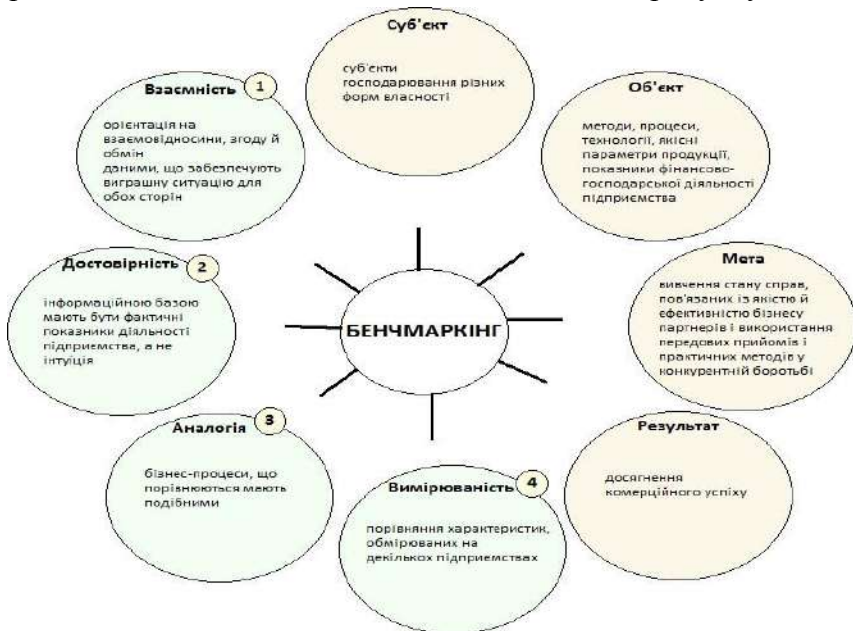 Суб'єкт
суб'єкти
господарювання різних
форм власності
Взаємність
1
орієнтація на
взаємовідносини, згоду й
обмін
даними, що забезпечують
виграшну ситуацію для
обох сторін
Об'єкт
методи, процеси,
технології, якісні
параметри продукції,
показники фінансово-
господарської діяльності
підприємства
Достовірність
2
інформаційною базою
мають бути фактичні
показники діяльності
підприємства, а не
інтуїція
БЕНЧМАРКІНГ
Мета
вивчення стану справ,
пов'язаних із якістю й
ефективністю бізнесу
партнерів і використання
передових прийомів і
практичних методів у
конкурентній боротьбі
Аналогія
3
бізнес-процеси, що
порівнюються мають
подібними
Вимірюваність
4
порівняння характеристик,
обмірованих на
декількох підприємствах
Результат
досягнення
комерційного успіху